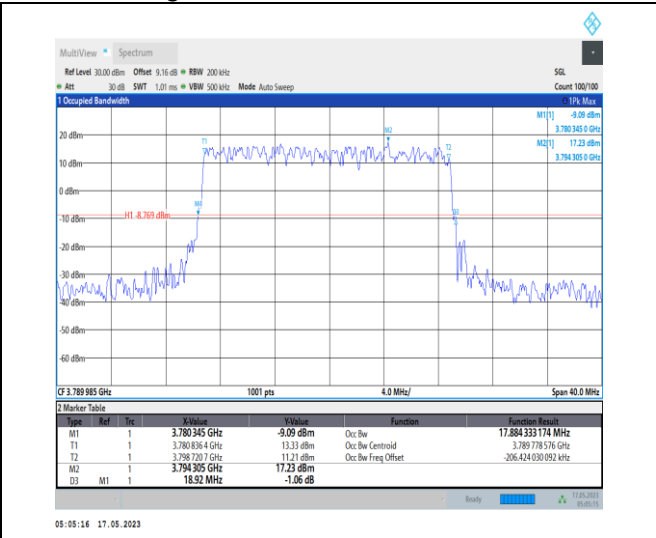 MultiView Spectrum
Ref Level 30.00 dBm Offset 9.16 dB RBW 200 kHz SGL
Att 30 dB SWT 1.01 ms VBW 500 kHz Mode Auto Sweep Count 100/100
1 Occupied Bandwidth 1Pk Max
M1[1] -9.09 dBm
3.780 345 0 GHz
M2[1] 17.23 dBm
3.794 305 0 GHz
M2
T1
T2
20 dBm
10 dBm
0 dBm
H1 -8.769 dBm
-10 dBm
-20 dBm
-30 dBm
-40 dBm
-50 dBm
-60 dBm
CF 3.789 985 GHz 1001 pts 4.0 MHz/ Span 40.0 MHz
2 Marker Table
Type Ref Trc X-Value Y-Value Function Function Result
M1 1 3.780 345 GHz -9.09 dBm Occ Bw 17.884 333 174 MHz
T1 1 3.780 836 4 GHz 13.33 dBm Occ Bw Centroid 3.789 778 576 GHz
T2 1 3.798 720 7 GHz 11.21 dBm Occ Bw Freq Offset -206.424 030 092 kHz
M2 1 3.794 305 GHz 17.23 dBm
D3 M1 1 18.92 MHz -1.06 dB
Ready 17.05.2023
05:05:15
05:05:16 17.05.2023